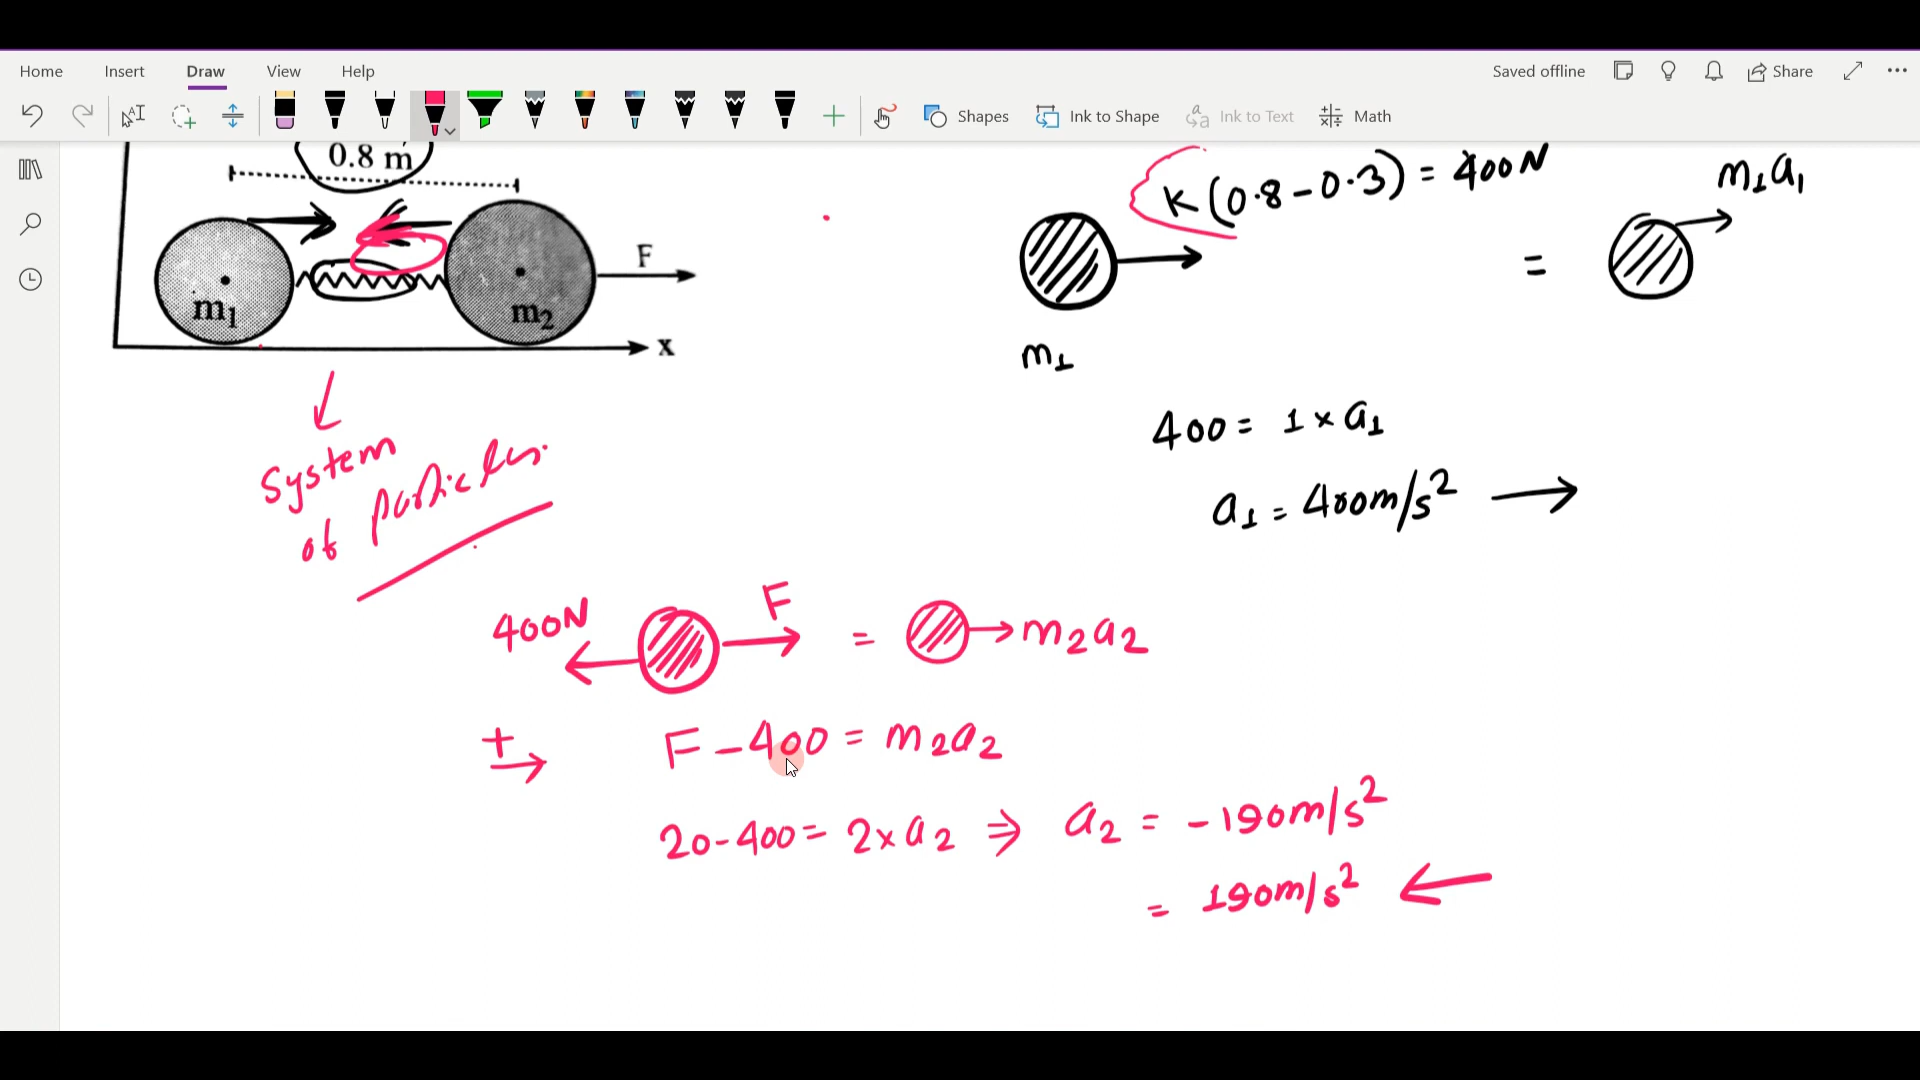 Home Insert Draw View Help Saved offline Share
Shapes Ink to Shape Ink to Text Math
0.8 m
m1
m2
F
x
K(0.8-0.3) = 400N
=
m1a1
m1
400 = 1 x a1
a1 = 400m/s²
System
of particles.
400N
F
=
m2a2
+
F - 400 = m2a2
20-400 = 2xa2 ⇒ a2 = -190m/s²
= 190m/s²